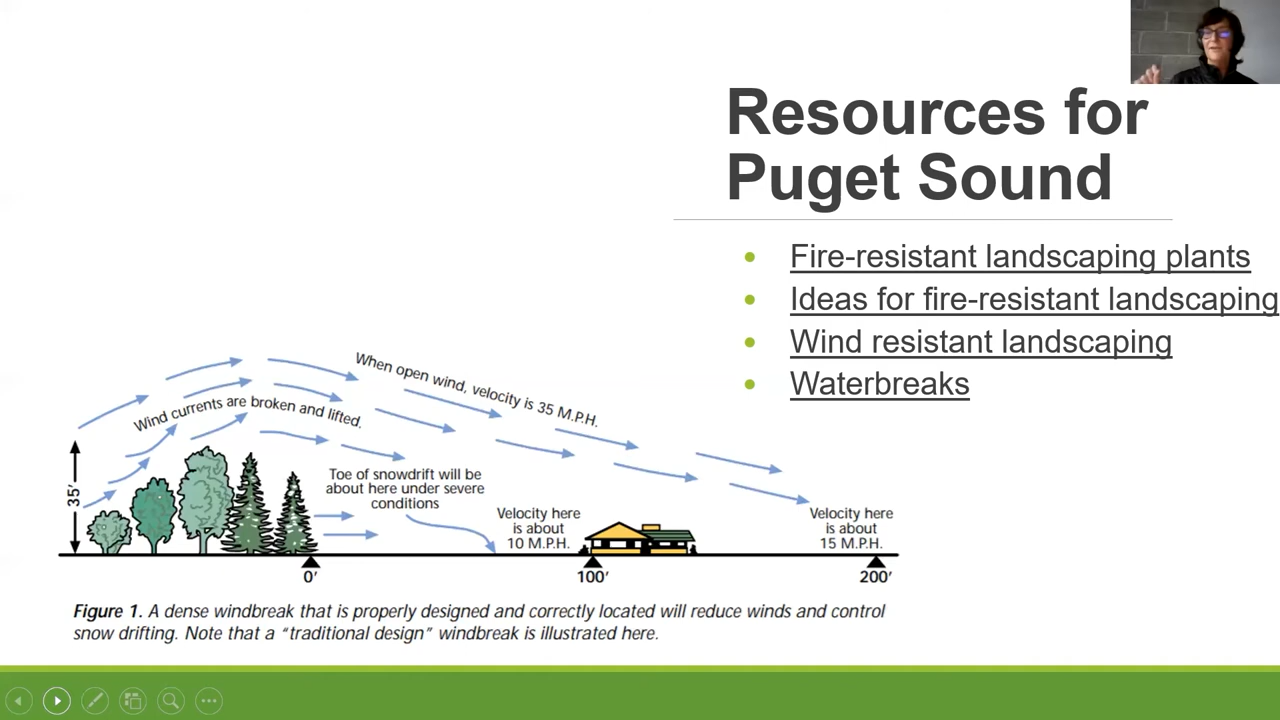 Resources for
Puget Sound
• Fire-resistant landscaping plants
• Ideas for fire-resistant landscaping
• Wind resistant landscaping
• Waterbreaks
When open wind, velocity is 35 M.P.H.
Wind currents are broken and lifted.
35'
Toe of snowdrift will be
about here under severe
conditions
Velocity here
is about
10 M.P.H.
Velocity here
is about
15 M.P.H.
0'
100'
200'
Figure 1. A dense windbreak that is properly designed and correctly located will reduce winds and control
snow drifting. Note that a “traditional design” windbreak is illustrated here.